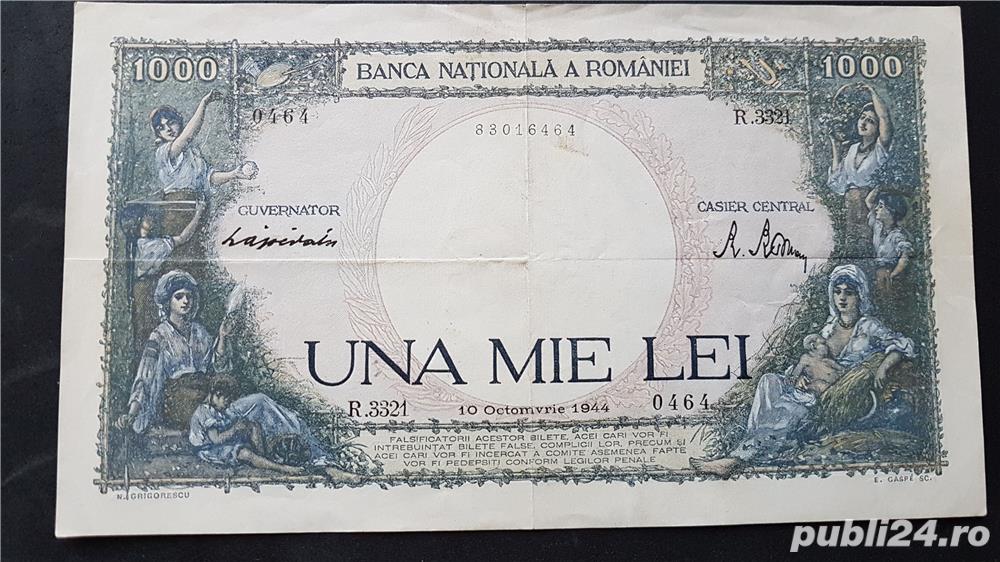 1000
BANCA NAȚIONALĂ A ROMÂNIEI
1000
0464
R.3321
83016464
GUVERNATOR
CASIER CENTRAL
UNA MIE LEI
R.3321
10 Octomvrie 1944
0464
FALSIFICATORII ACESTOR BILETE, ACEI CARI VOR FI
INTREBUINȚAT BILETE FALSE, COMPLICII LOR, PRECUM ȘI
ACEI CARI VOR FI INCERCAT A COMITE ASEMENEA FAPTE
VOR FI PEDEPSIȚI CONFORM LEGILOR PENALE
N. GRIGORESCU
E. GASPÉ SC.
publi24.ro